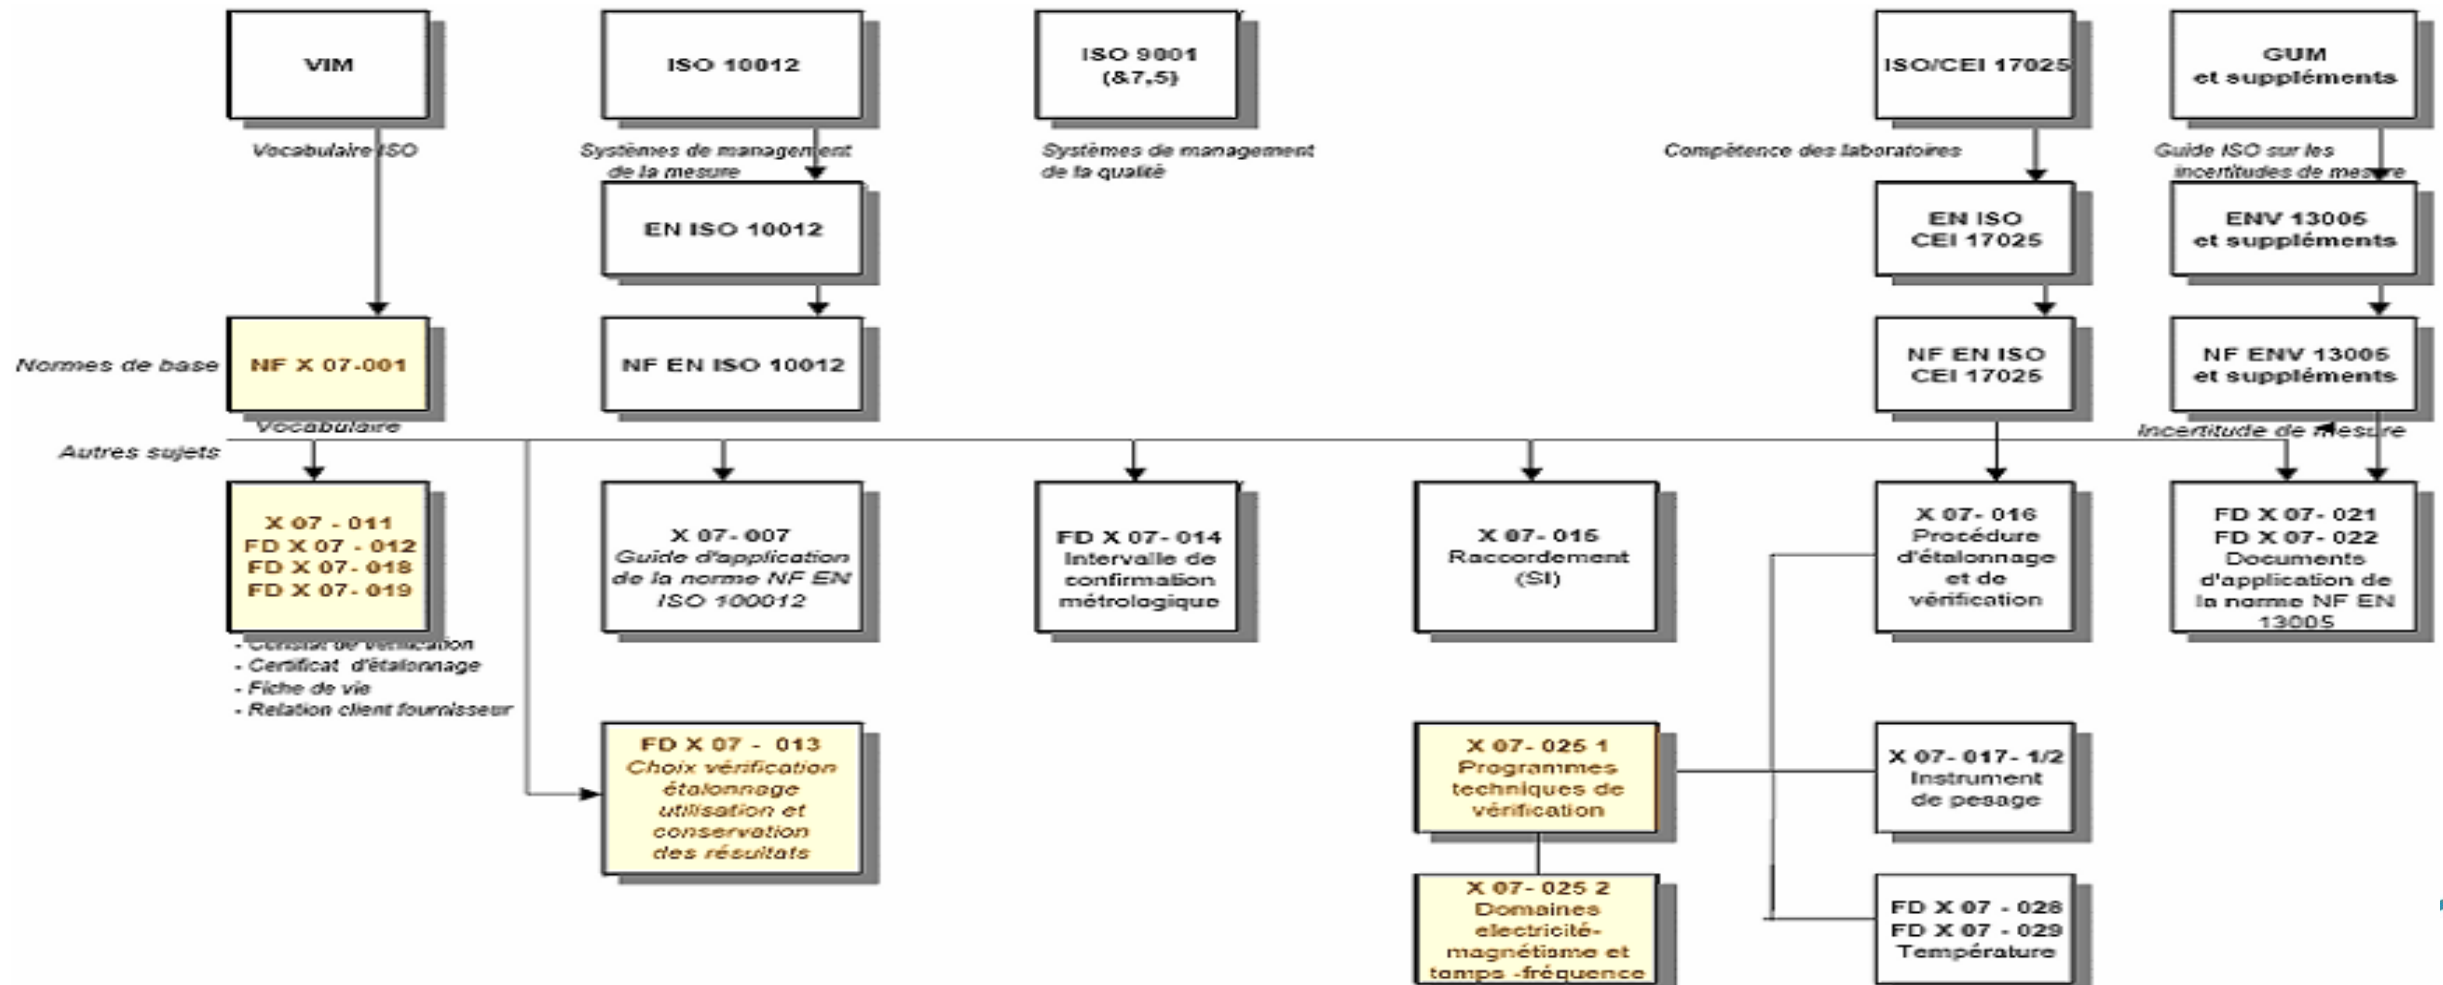 VIM
ISO 10012
ISO 9001
(&7,5)
ISO/CEI 17025
GUM
et suppléments
Vocabulaire ISO
Systèmes de management
de la mesure
Systèmes de management
de la qualité
Compétence des laboratoires
Guide ISO sur les
incertitudes de mesure
EN ISO 10012
EN ISO
CEI 17025
ENV 13005
et suppléments
Normes de base
NF X 07-001
NF EN ISO 10012
NF EN ISO
CEI 17025
NF ENV 13005
et suppléments
Vocabulaire
Incertitude de mesure
Autres sujets
X 07 - 011
FD X 07 - 012
FD X 07- 018
FD X 07- 019
X 07- 007
Guide d'application
de la norme NF EN
ISO 100012
FD X 07- 014
Intervalle de
confirmation
métrologique
X 07- 015
Raccordement
(SI)
X 07- 016
Procédure
d'étalonnage
et de
vérification
FD X 07- 021
FD X 07- 022
Documents
d'application de
la norme NF EN
13005
- Constat de vérification
- Certificat d'étalonnage
- Fiche de vie
- Relation client fournisseur
FD X 07 - 013
Choix vérification
étalonnage
utilisation et
conservation
des résultats
X 07- 025 1
Programmes
techniques de
vérification
X 07- 017- 1/2
Instrument
de pesage
X 07- 025 2
Domaines
electricité-
magnétisme et
temps -fréquence
FD X 07 - 028
FD X 07 - 029
Température